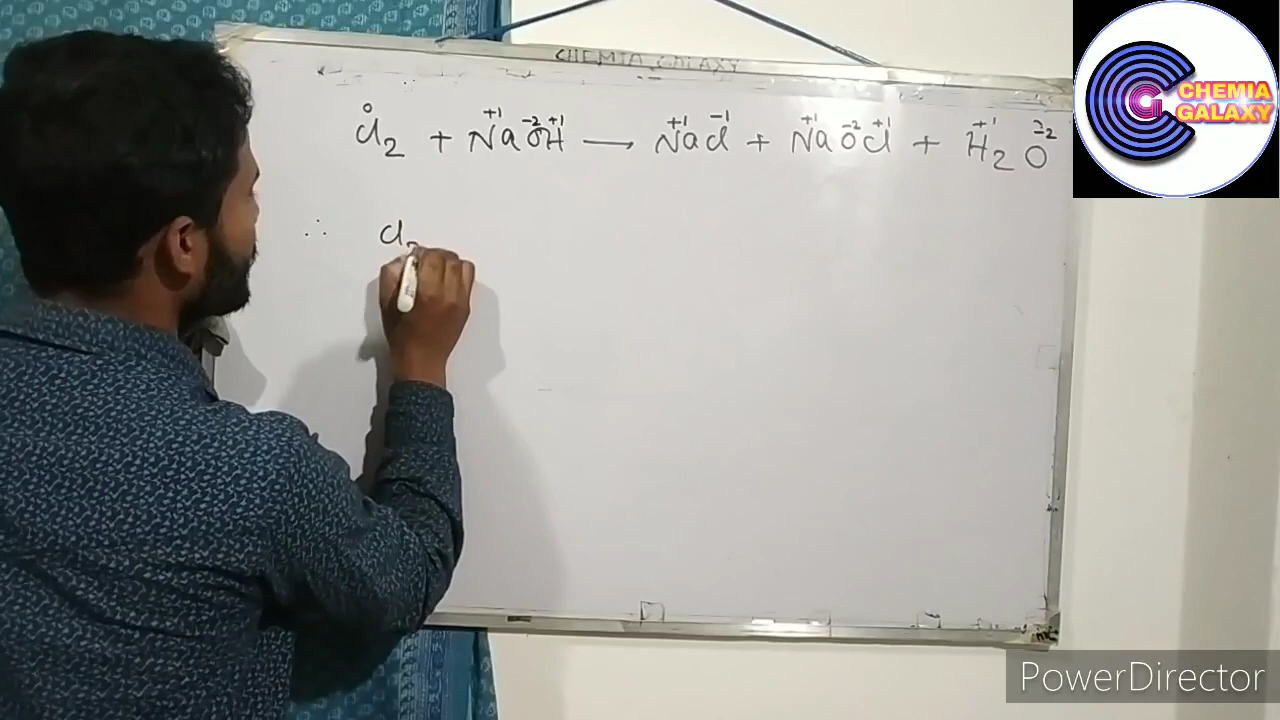 CHEMIA GALAXY
CHEMIA
GALAXY
0 +1 -2 +1 +1 -1 +1 -2 +1 +1 -2
Cl2 + NaOH → NaCl + NaOCl + H2O
∴ Cl2
PowerDirector